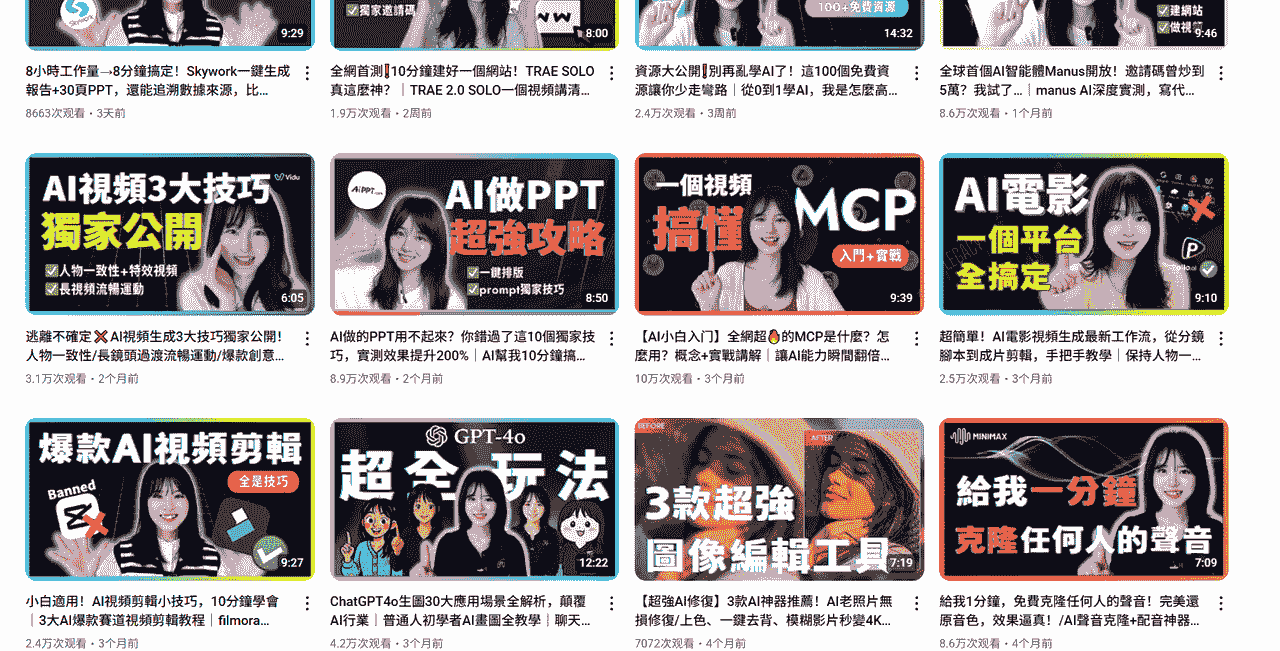 Skywork
9:29
獨家邀請碼
8:00
100+免費資源
14:32
建網站
做視
9:46
8小時工作量→8分鐘搞定！Skywork一鍵生成
報告+30頁PPT，還能追溯數據來源，比...
8663次观看・3天前
全網首測❗10分鐘建好一個網站！TRAE SOLO
真這麼神？｜TRAE 2.0 SOLO一個視頻講清...
1.9万次观看・2周前
資源大公開❗別再亂學AI了！這100個免費資
源讓你少走彎路｜從0到1學AI，我是怎麼高...
2.4万次观看・3周前
全球首個AI智能體Manus開放！邀請碼曾炒到
5萬？我試了...｜manus AI深度實測，寫代...
8.6万次观看・1个月前
AI視頻3大技巧
Vidu
獨家公開
人物一致性+特效視頻
長視頻流暢運動
6:05
AiPPT.com
AI做PPT
超強攻略
一鍵排版
prompt獨家技巧
8:50
一個視頻
搞懂
MCP
入門+實戰
9:39
AI電影
一個平台
全搞定
9:10
逃離不確定❌AI視頻生成3大技巧獨家公開！
人物一致性/長鏡頭過渡流暢運動/爆款創意...
3.1万次观看・2个月前
AI做的PPT用不起來？你錯過了這10個獨家技
巧，實測效果提升200%｜AI幫我10分鐘搞...
8.9万次观看・2个月前
【AI小白入门】全網超🔥的MCP是什麼？怎
麼用？概念+實戰講解｜讓AI能力瞬間翻倍...
10万次观看・3个月前
超簡單！AI電影視頻生成最新工作流，從分鏡
腳本到成片剪輯，手把手教學｜保持人物一...
2.5万次观看・3个月前
爆款AI視頻剪輯
全是技巧
Banned
9:27
GPT-4o
超全玩法
12:22
BEFORE
AFTER
3款超強
圖像編輯工具
7:19
MINIMAX
給我一分鐘
克隆任何人的聲音
7:09
小白適用！AI視頻剪輯小技巧，10分鐘學會
｜3大AI爆款賽道視頻剪輯教程｜filmora...
2.4万次观看・3个月前
ChatGPT4o生圖30大應用場景全解析，顛覆
AI行業｜普通人初學者AI畫圖全教學｜聊天...
4.2万次观看・3个月前
【超強AI修復】3款AI神器推薦！AI老照片無
損修復/上色、一鍵去背、模糊影片秒變4K...
7072次观看・4个月前
給我1分鐘，免費克隆任何人的聲音！完美還
原音色，效果逼真！/AI聲音克隆+配音神器...
8.6万次观看・4个月前